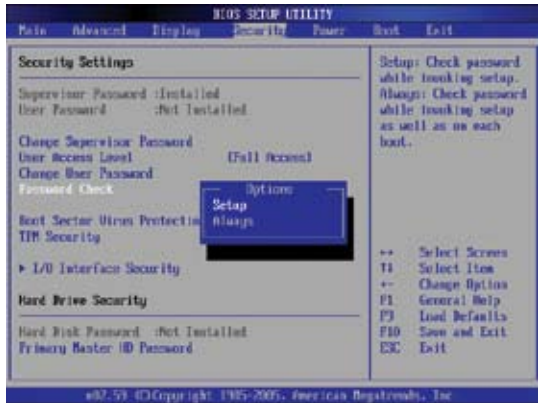 BIOS SETUP UTILITY
Main Advanced Display Security Power Boot Exit
Security Settings
Supervisor Password :Installed
User Password :Not Installed
Change Supervisor Password
User Access Level [Full Access]
Change User Password
Password Check
Boot Sector Virus Protection
TPM Security
I/O Interface Security
Hard Drive Security
Hard Disk Password :Not Installed
Primary Master HD Password
Options
Setup
Always
Setup: Check password
while invoking setup.
Always: Check password
while invoking setup
as well as on each
boot.
↔ Select Screen
↑↓ Select Item
+- Change Option
F1 General Help
F9 Load Defaults
F10 Save and Exit
ESC Exit
v02.59 (C)Copyright 1985-2005, American Megatrends, Inc